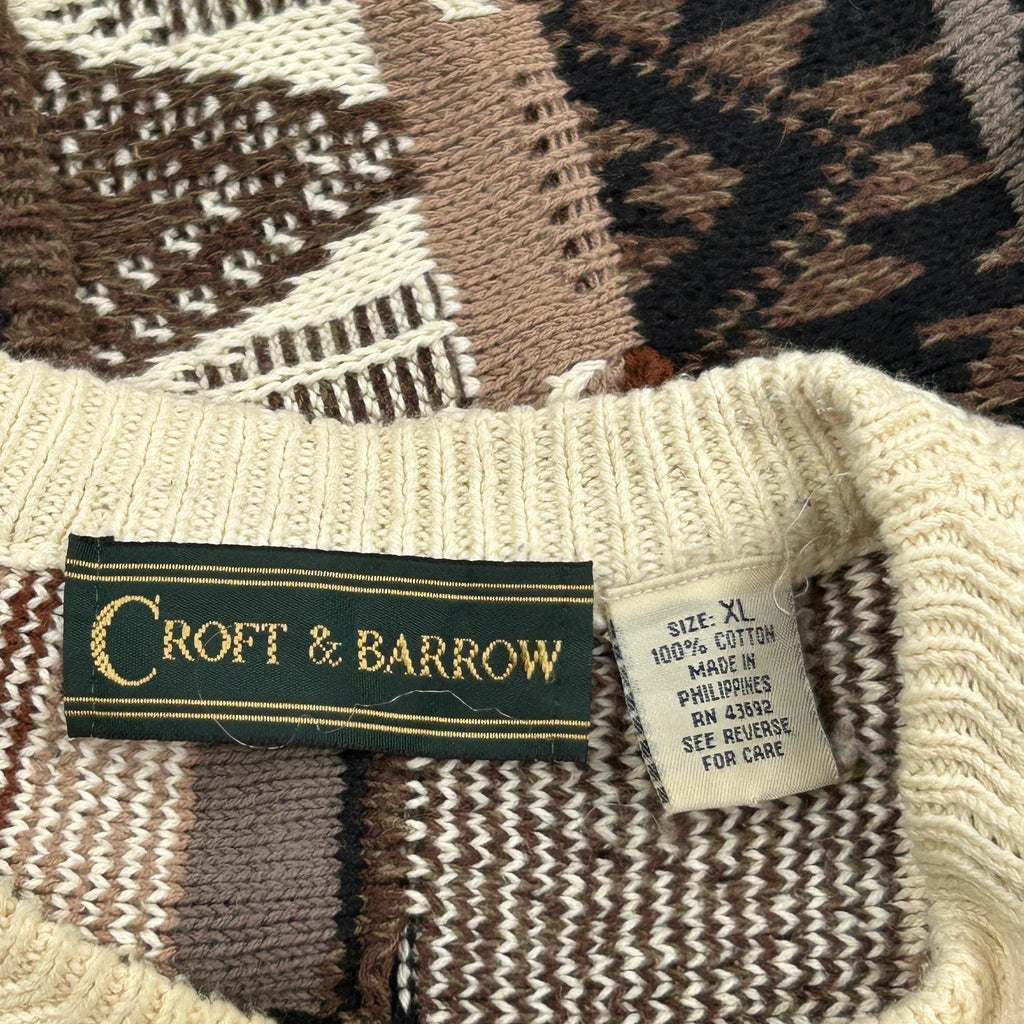 CROFT & BARROW
SIZE: XL
100% COTTON
MADE IN
PHILIPPINES
RN 43692
SEE REVERSE
FOR CARE